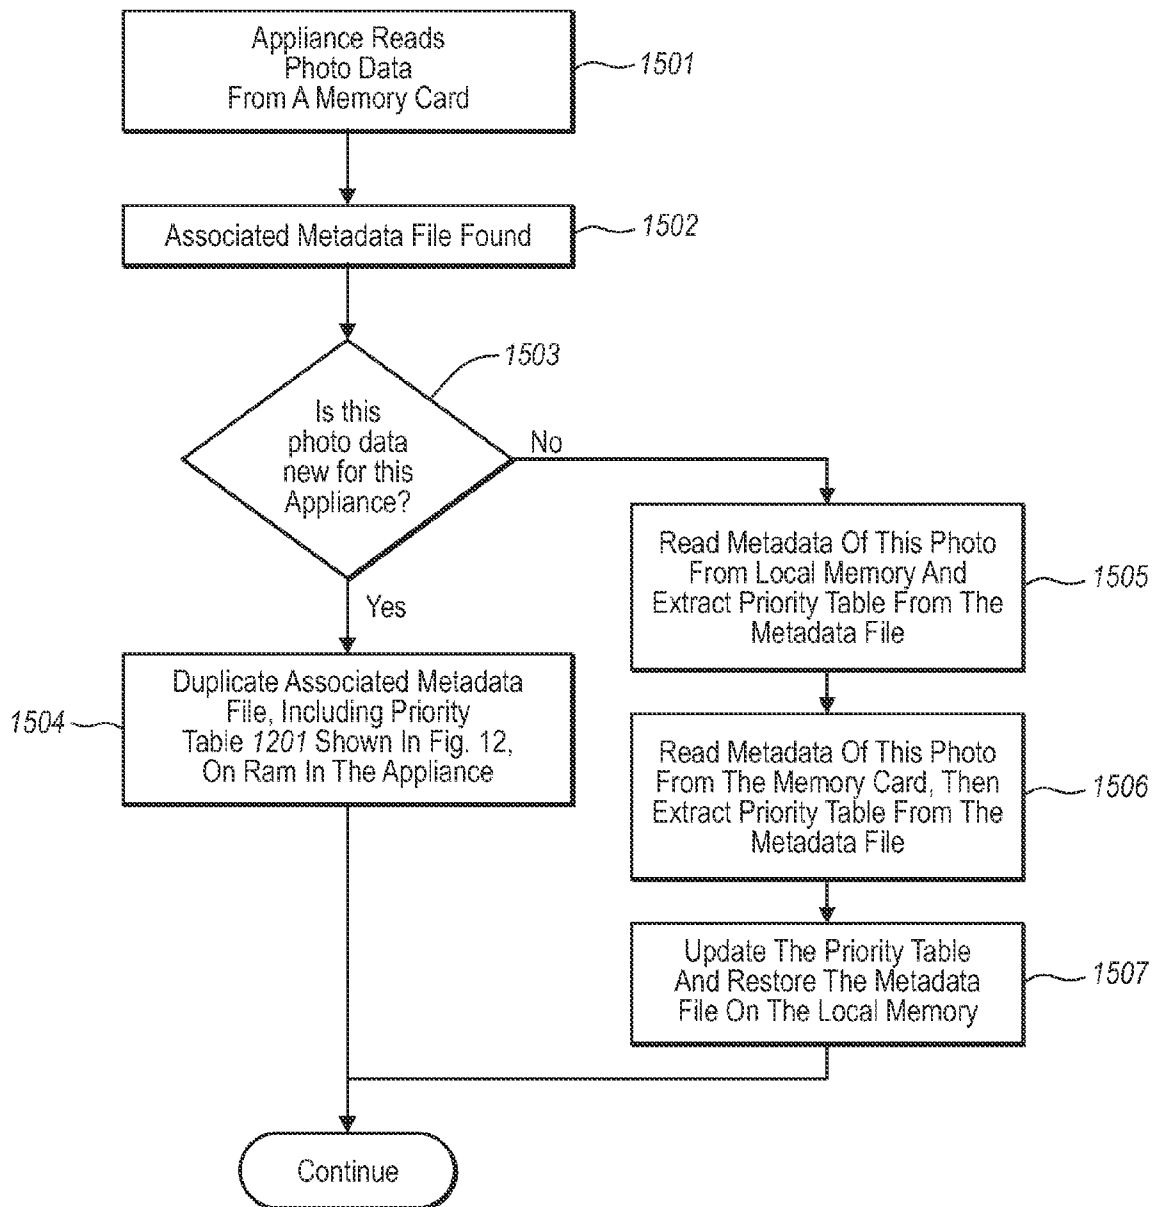 Appliance Reads
Photo Data
From A Memory Card
1501
Associated Metadata File Found
1502
1503
Is this
photo data
new for this
Appliance?
No
Yes
Read Metadata Of This Photo
From Local Memory And
Extract Priority Table From The
Metadata File
1505
Duplicate Associated Metadata
File, Including Priority
Table 1201 Shown In Fig. 12,
On Ram In The Appliance
1504
Read Metadata Of This Photo
From The Memory Card, Then
Extract Priority Table From The
Metadata File
1506
Update The Priority Table
And Restore The Metadata
File On The Local Memory
1507
Continue